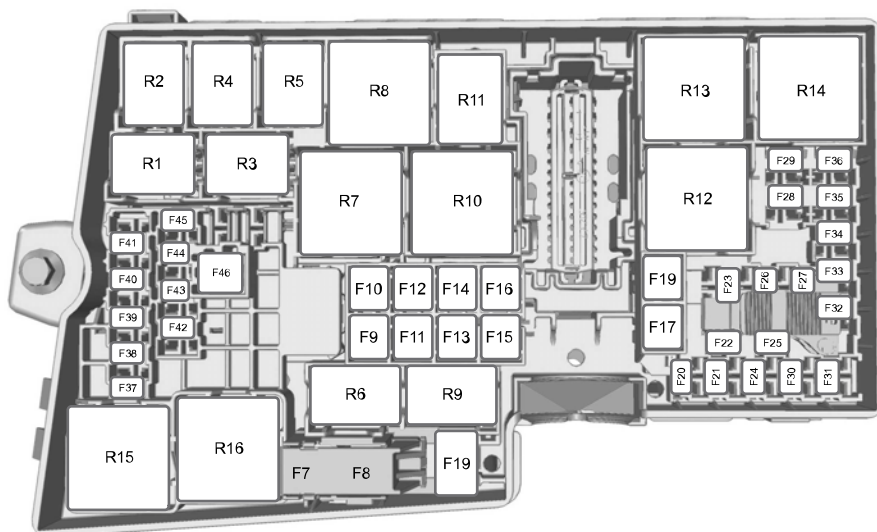 R2 R4 R5 R8 R11 R13 R14
R1 R3 R7 R10 R12
F29 F36
F28 F35
F45
F41 F44 F34
F40 F43 F46 F33
F10 F12 F14 F16 F19 F23 F26 F27
F39 F42 F32
F9 F11 F13 F15 F17
F38 F22 F25
F37 F20 F21 F24 F30 F31
R6 R9
R15 R16
F7 F8 F19